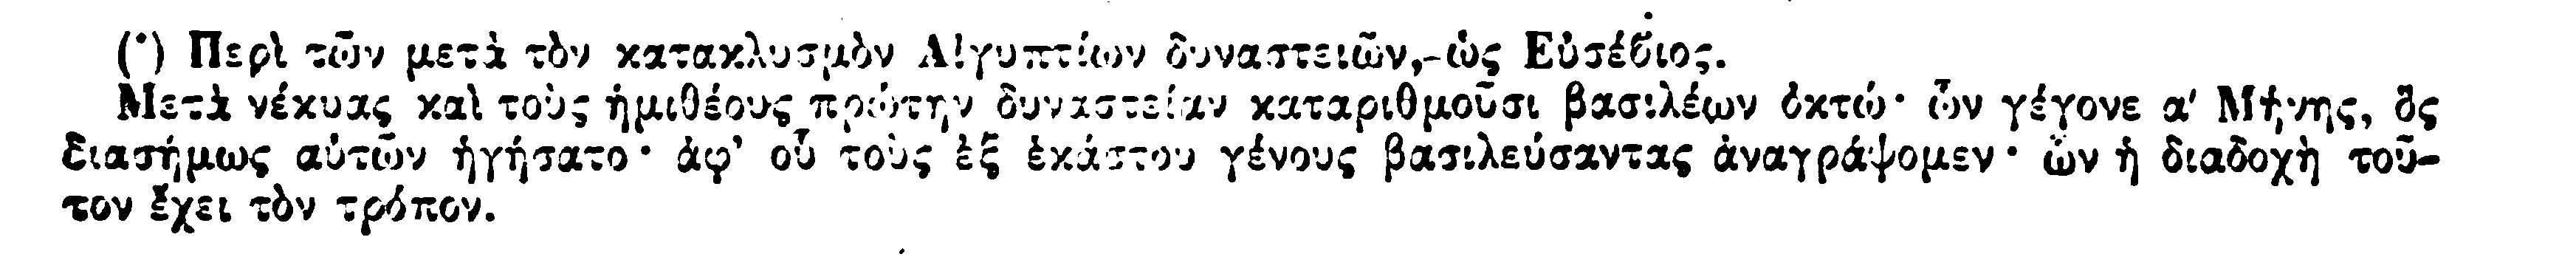 (*) Περὶ τῶν μετὰ τὸν κατακλυσμὸν Αἰγυπτίων δυναστειῶν, ὡς Εὐσέβιος.
Μετὰ νέκυας καὶ τοὺς ἡμιθέους πρώτην δυναστείαν καταριθμοῦσι βασιλέων ὀκτώ· ὧν γέγονε α' Μήνης, ὃς
διασήμως αὐτῶν ἡγήσατο· ἀφ' οὗ τοὺς ἐξ ἑκάστου γένους βασιλεύσαντας ἀναγράψομεν· ὧν ἡ διαδοχὴ τοῦ-
τον ἔχει τὸν τρόπον.